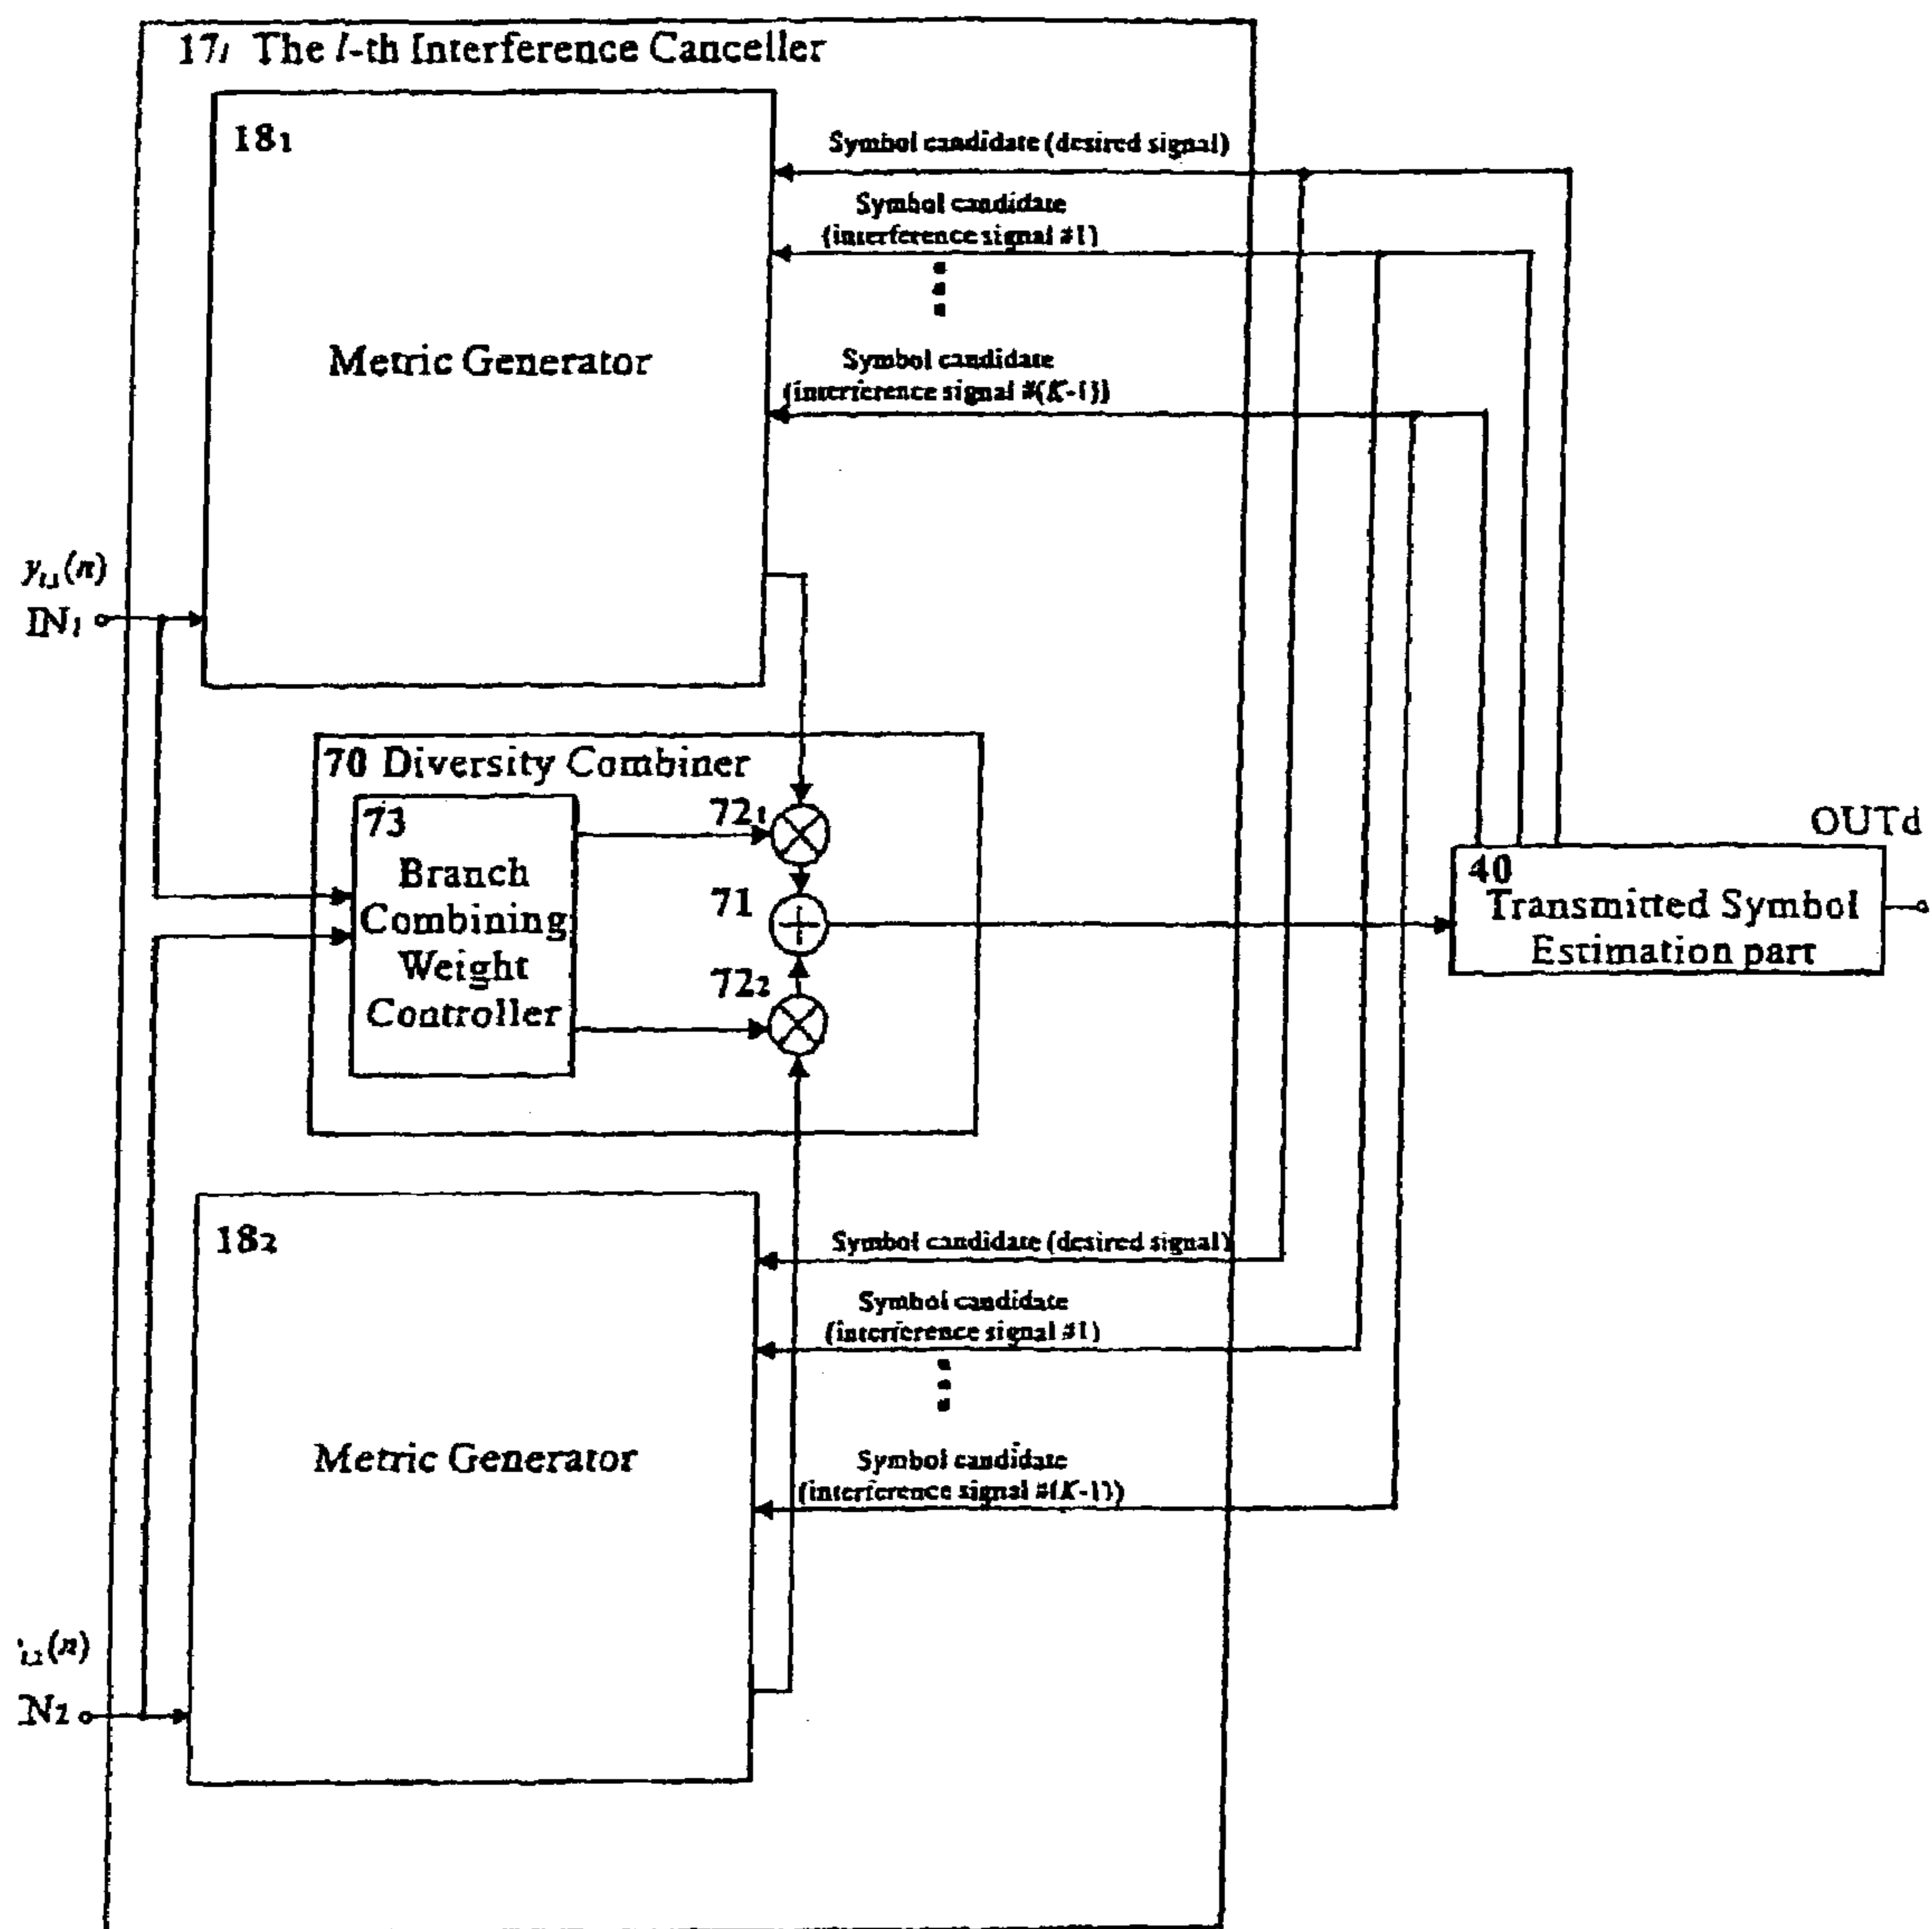 17l The l-th Interference Canceller
181
Symbol candidate (desired signal)
Symbol candidate
(interference signal #1)
Metric Generator
Symbol candidate
(interference signal #(K-1))
yl,1(n)
IN1
70 Diversity Combiner
73
Branch
Combining
Weight
Controller
721
71
722
OUTd
40
Transmitted Symbol
Estimation part
182
Symbol candidate (desired signal)
Symbol candidate
(interference signal #1)
Metric Generator
Symbol candidate
(interference signal #(K-1))
(n)
N2